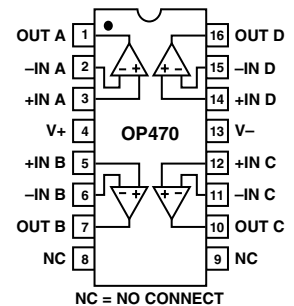 OUT A 1 16 OUT D
–IN A 2 – + + – 15 –IN D
+IN A 3 14 +IN D
V+ 4 OP470 13 V–
+IN B 5 12 +IN C
–IN B 6 – + + – 11 –IN C
OUT B 7 10 OUT C
NC 8 9 NC
NC = NO CONNECT